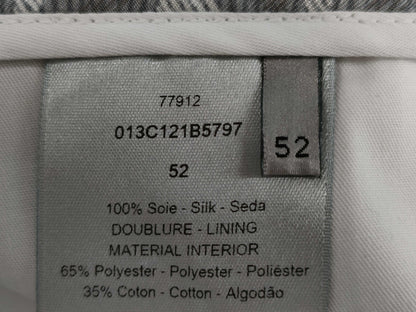 77912
013C121B5797
52
52
100% Soie - Silk - Seda
DOUBLURE - LINING
MATERIAL INTERIOR
65% Polyester - Polyester - Poliéster
35% Coton - Cotton - Algodão